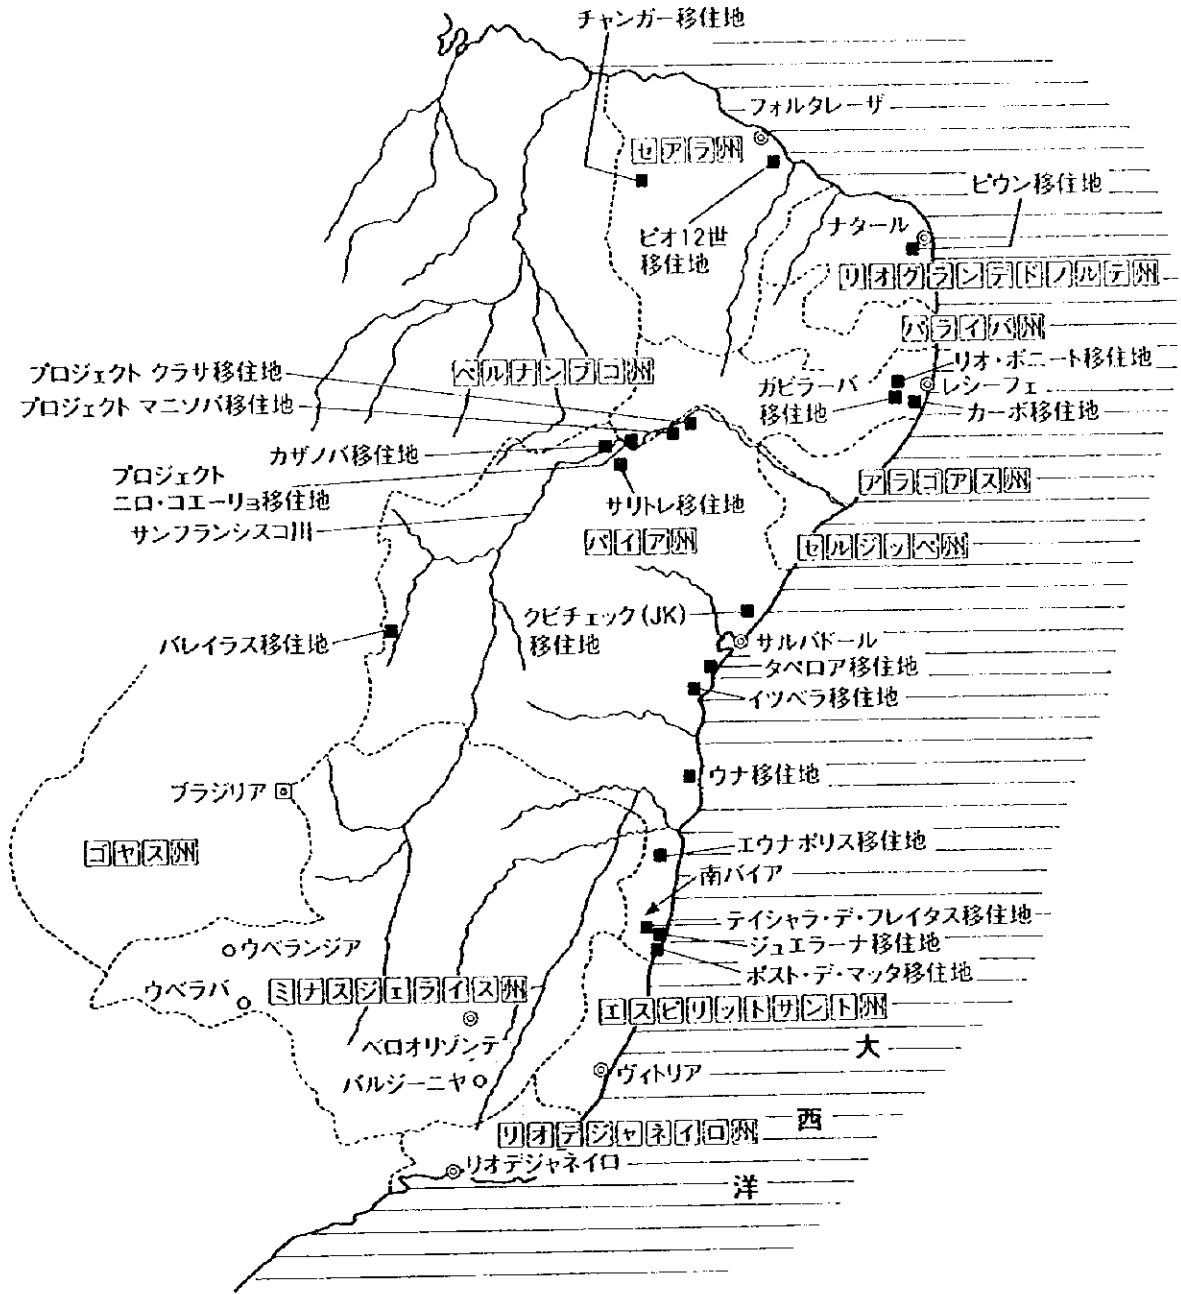 チャンガー移住地
フォルタレーザ
セアラ州
ピウン移住地
ピオ12世
移住地
ナタール
リオグランデドノルテ州
パライバ州
プロジェクト クラサ移住地
ペルナンブコ州
リオ・ボニート移住地
ガビラーバ
移住地
レシーフェ
プロジェクト マニソバ移住地
カーボ移住地
カザノバ移住地
プロジェクト
ニロ・コエーリョ移住地
アラゴアス州
サリトレ移住地
サンフランシスコ川
バイア州
セルジッペ州
クビチェック(JK)
移住地
バレイラス移住地
サルバドール
タペロア移住地
イツベラ移住地
ウナ移住地
ブラジリア
エウナポリス移住地
ゴヤス州
南バイア
テイシャラ・デ・フレイタス移住地
ジュエラーナ移住地
ウベランジア
ポスト・デ・マッタ移住地
ウベラバ
ミナスジェライス州
エスピリットサント州
ベロオリゾンテ
バルジーニヤ
ヴィトリア
大西洋
リオデジャネイロ州
リオデジャネイロ